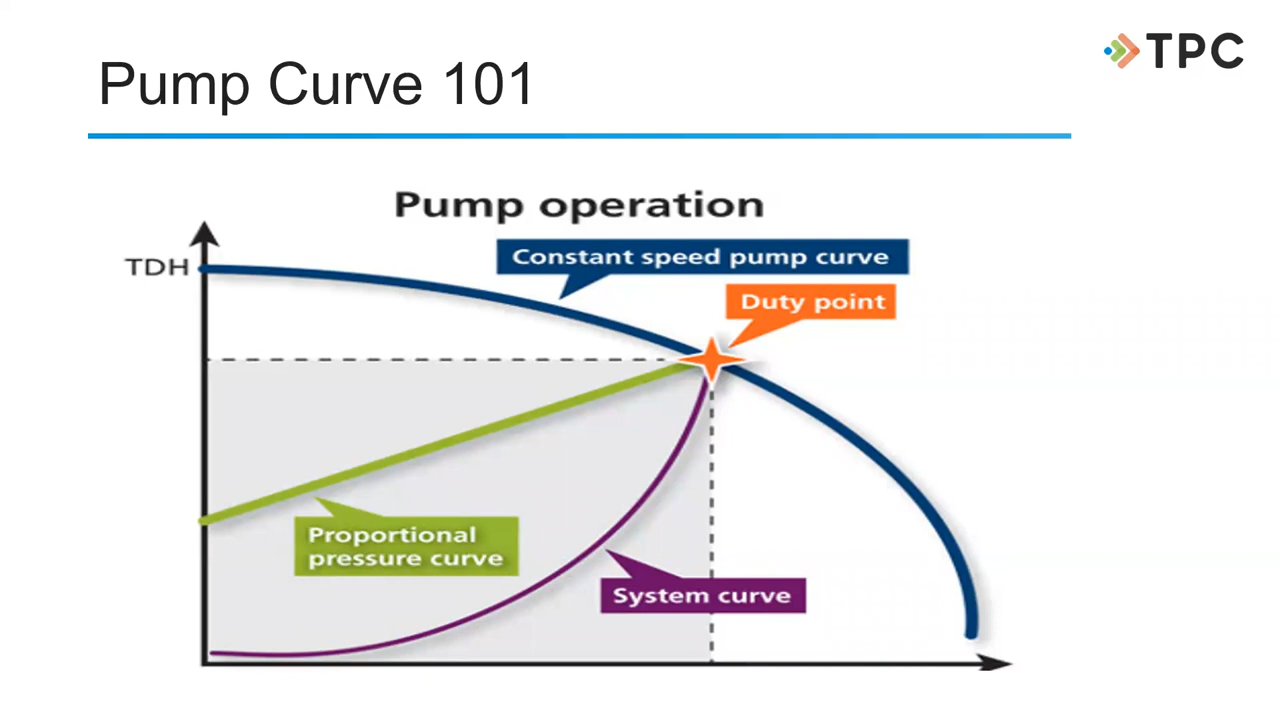 TPC
Pump Curve 101
Pump operation
Constant speed pump curve
TDH
Duty point
Proportional
pressure curve
System curve